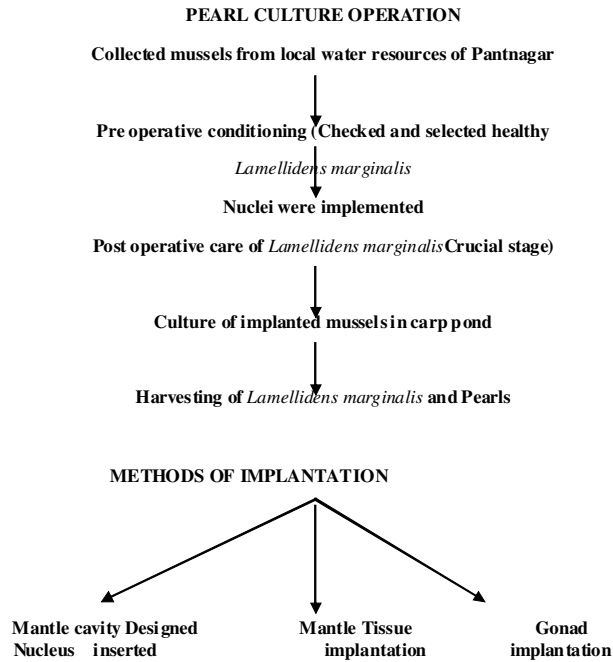 PEARL CULTURE OPERATION
Collected mussels from local water resources of Pantnagar
Pre operative conditioning (Checked and selected healthy
Lamellidens marginalis
Nuclei were implemented
Post operative care of Lamellidens marginalis Crucial stage)
Culture of implanted mussels in carp pond
Harvesting of Lamellidens marginalis and Pearls
METHODS OF IMPLANTATION
Mantle cavity Designed Mantle Tissue Gonad
Nucleus inserted implantation implantation